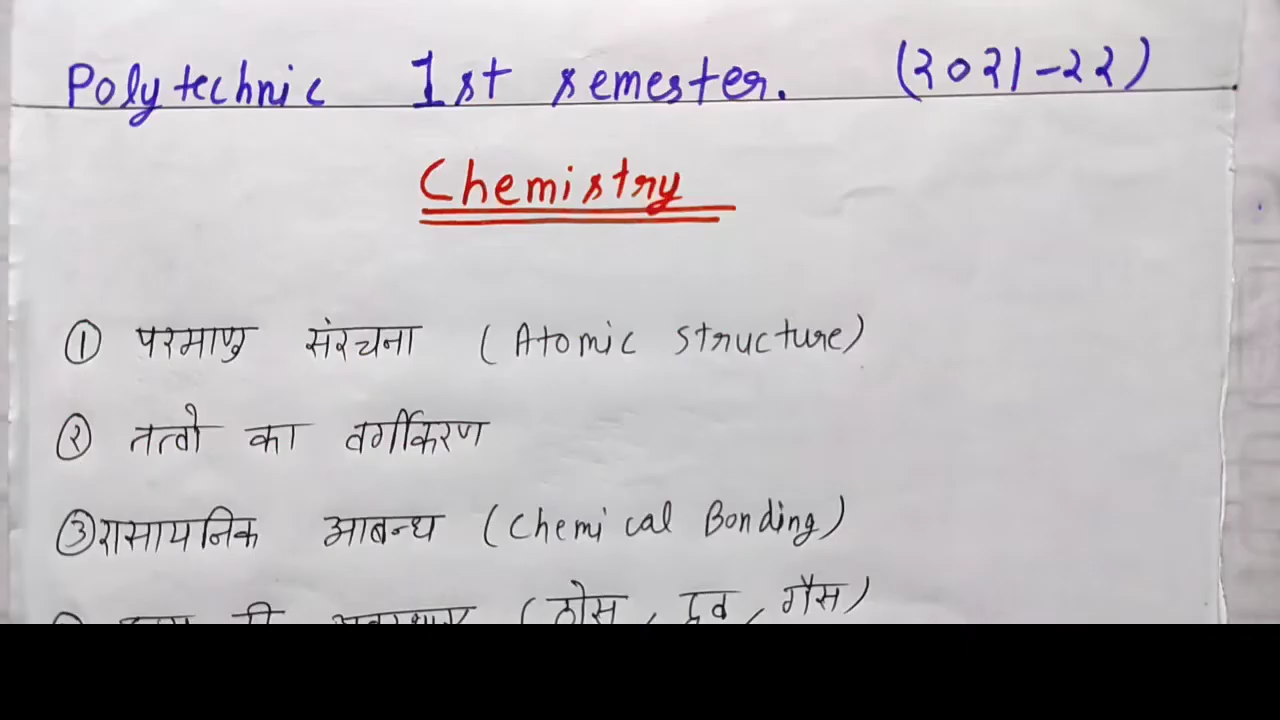 Polytechnic 1st semester. (2021-22)
Chemistry
① परमाणु संरचना (Atomic structure)
② तत्वो का वर्गीकरण
③ रासायनिक आबन्ध (Chemical Bonding)
(ठोस, द्रव, गैस)